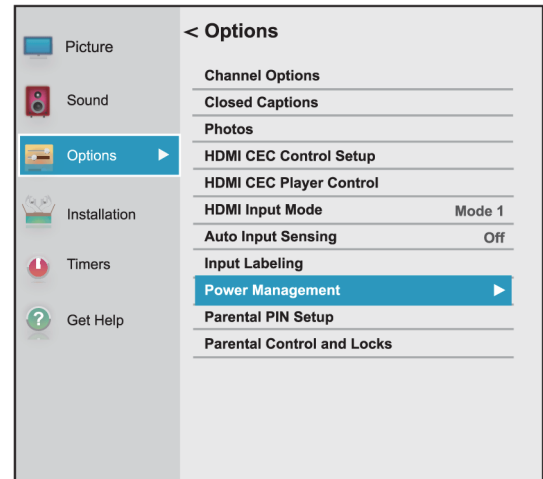 Picture
Sound
Options
Installation
Timers
Get Help
< Options
Channel Options
Closed Captions
Photos
HDMI CEC Control Setup
HDMI CEC Player Control
HDMI Input Mode Mode 1
Auto Input Sensing Off
Input Labeling
Power Management
Parental PIN Setup
Parental Control and Locks